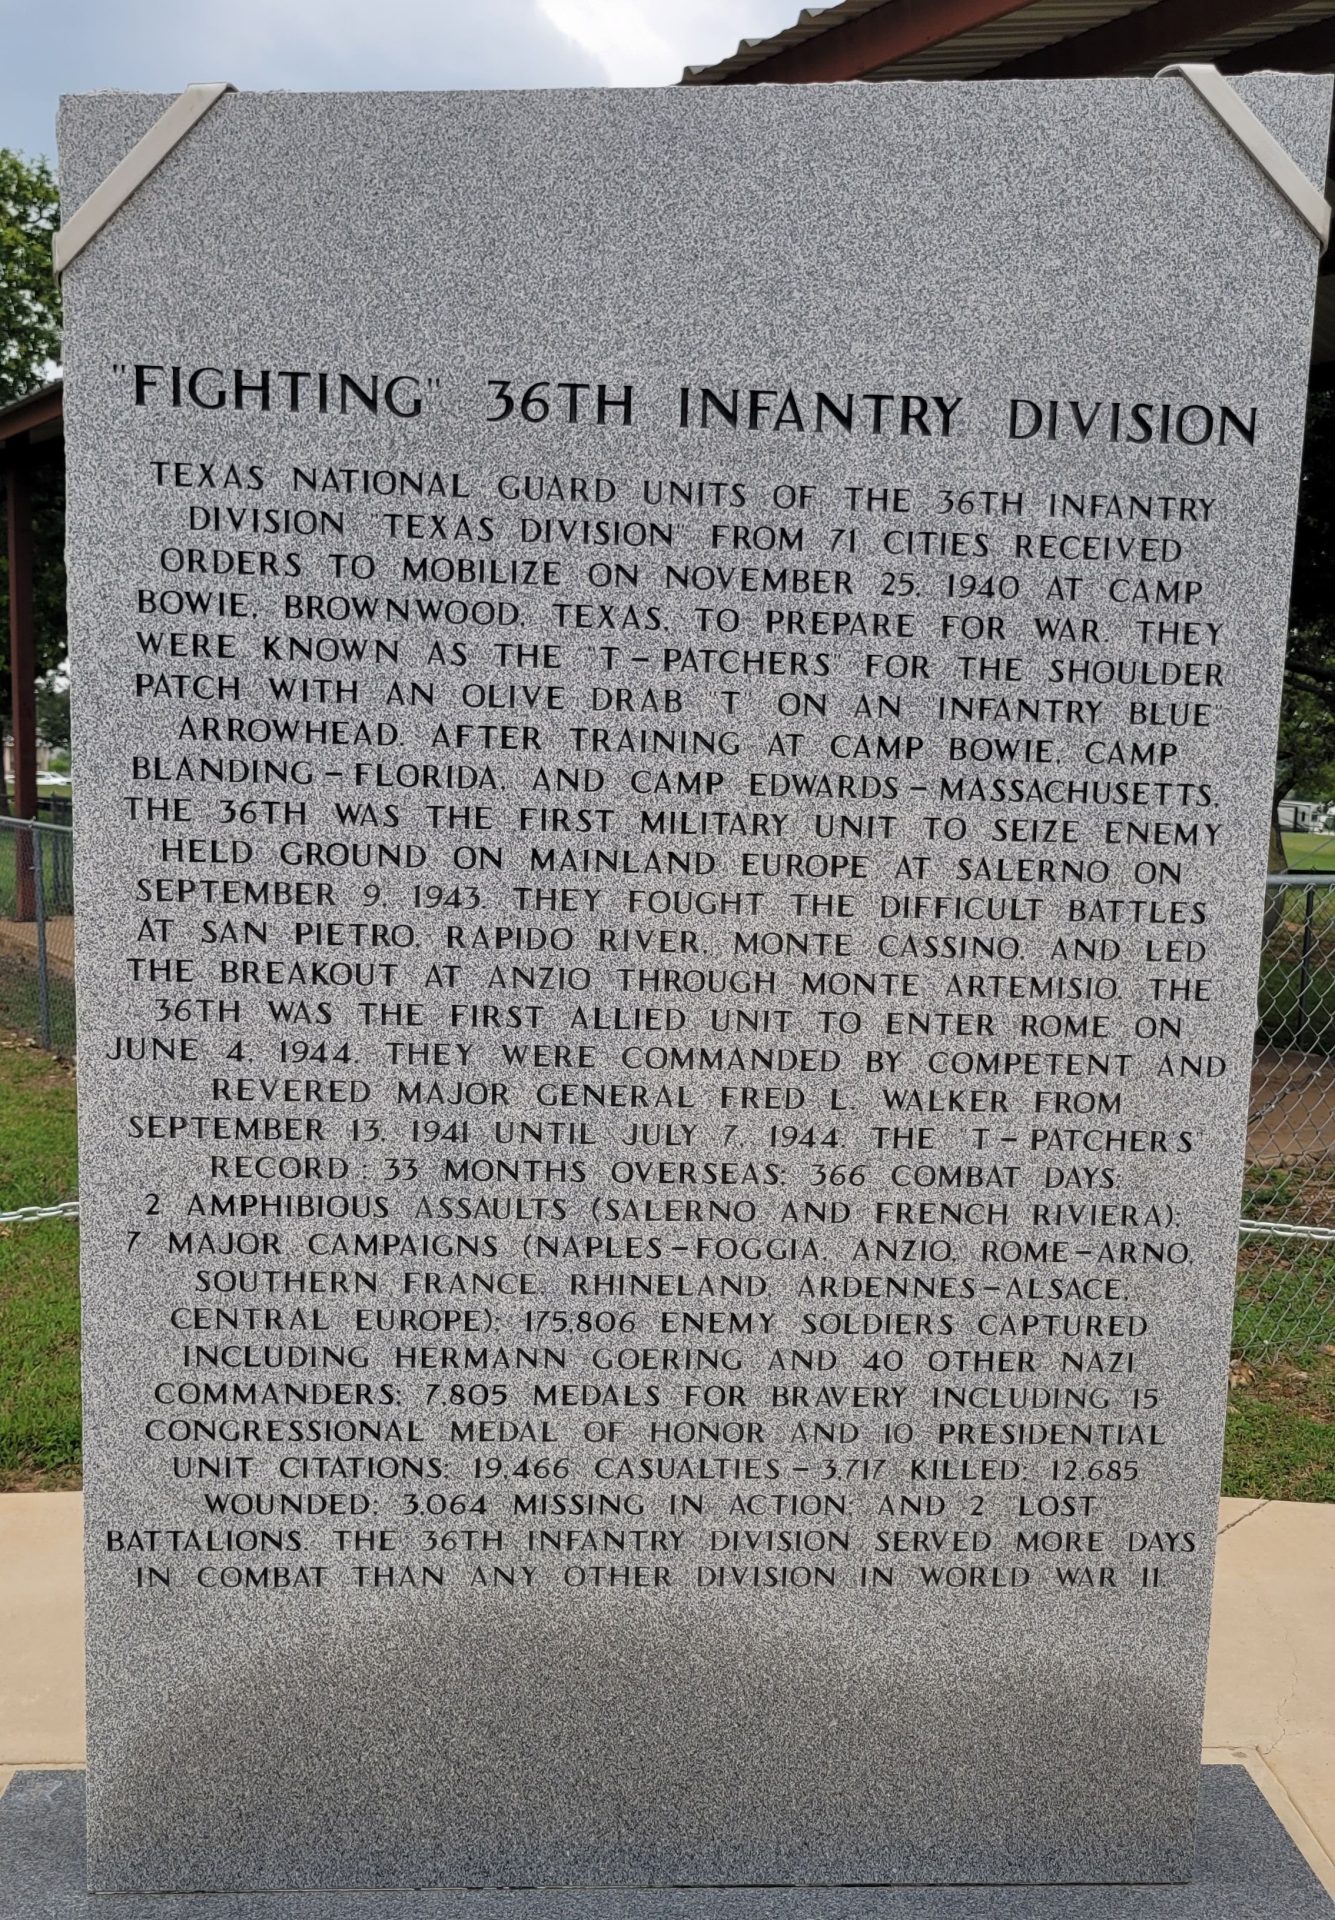 "FIGHTING" 36TH INFANTRY DIVISION
TEXAS NATIONAL GUARD UNITS OF THE 36TH INFANTRY
DIVISION "TEXAS DIVISION" FROM 71 CITIES RECEIVED
ORDERS TO MOBILIZE ON NOVEMBER 25, 1940 AT CAMP
BOWIE, BROWNWOOD, TEXAS, TO PREPARE FOR WAR. THEY
WERE KNOWN AS THE "T-PATCHERS" FOR THE SHOULDER
PATCH WITH AN OLIVE DRAB "T" ON AN "INFANTRY BLUE"
ARROWHEAD. AFTER TRAINING AT CAMP BOWIE, CAMP
BLANDING-FLORIDA, AND CAMP EDWARDS-MASSACHUSETTS,
THE 36TH WAS THE FIRST MILITARY UNIT TO SEIZE ENEMY
HELD GROUND ON MAINLAND EUROPE AT SALERNO ON
SEPTEMBER 9, 1943. THEY FOUGHT THE DIFFICULT BATTLES
AT SAN PIETRO, RAPIDO RIVER, MONTE CASSINO, AND LED
THE BREAKOUT AT ANZIO THROUGH MONTE ARTEMISIO. THE
36TH WAS THE FIRST ALLIED UNIT TO ENTER ROME ON
JUNE 4, 1944. THEY WERE COMMANDED BY COMPETENT AND
REVERED MAJOR GENERAL FRED L. WALKER FROM
SEPTEMBER 13, 1941 UNTIL JULY 7, 1944. THE "T-PATCHERS"
RECORD: 33 MONTHS OVERSEAS; 366 COMBAT DAYS;
2 AMPHIBIOUS ASSAULTS (SALERNO AND FRENCH RIVIERA);
7 MAJOR CAMPAIGNS (NAPLES-FOGGIA, ANZIO, ROME-ARNO,
SOUTHERN FRANCE, RHINELAND, ARDENNES-ALSACE,
CENTRAL EUROPE); 175,806 ENEMY SOLDIERS CAPTURED
INCLUDING HERMANN GOERING AND 40 OTHER NAZI
COMMANDERS; 7,805 MEDALS FOR BRAVERY INCLUDING 15
CONGRESSIONAL MEDAL OF HONOR AND 10 PRESIDENTIAL
UNIT CITATIONS; 19,466 CASUALTIES-3,717 KILLED; 12,685
WOUNDED; 3,064 MISSING IN ACTION; AND 2 LOST
BATTALIONS. THE 36TH INFANTRY DIVISION SERVED MORE DAYS
IN COMBAT THAN ANY OTHER DIVISION IN WORLD WAR II.